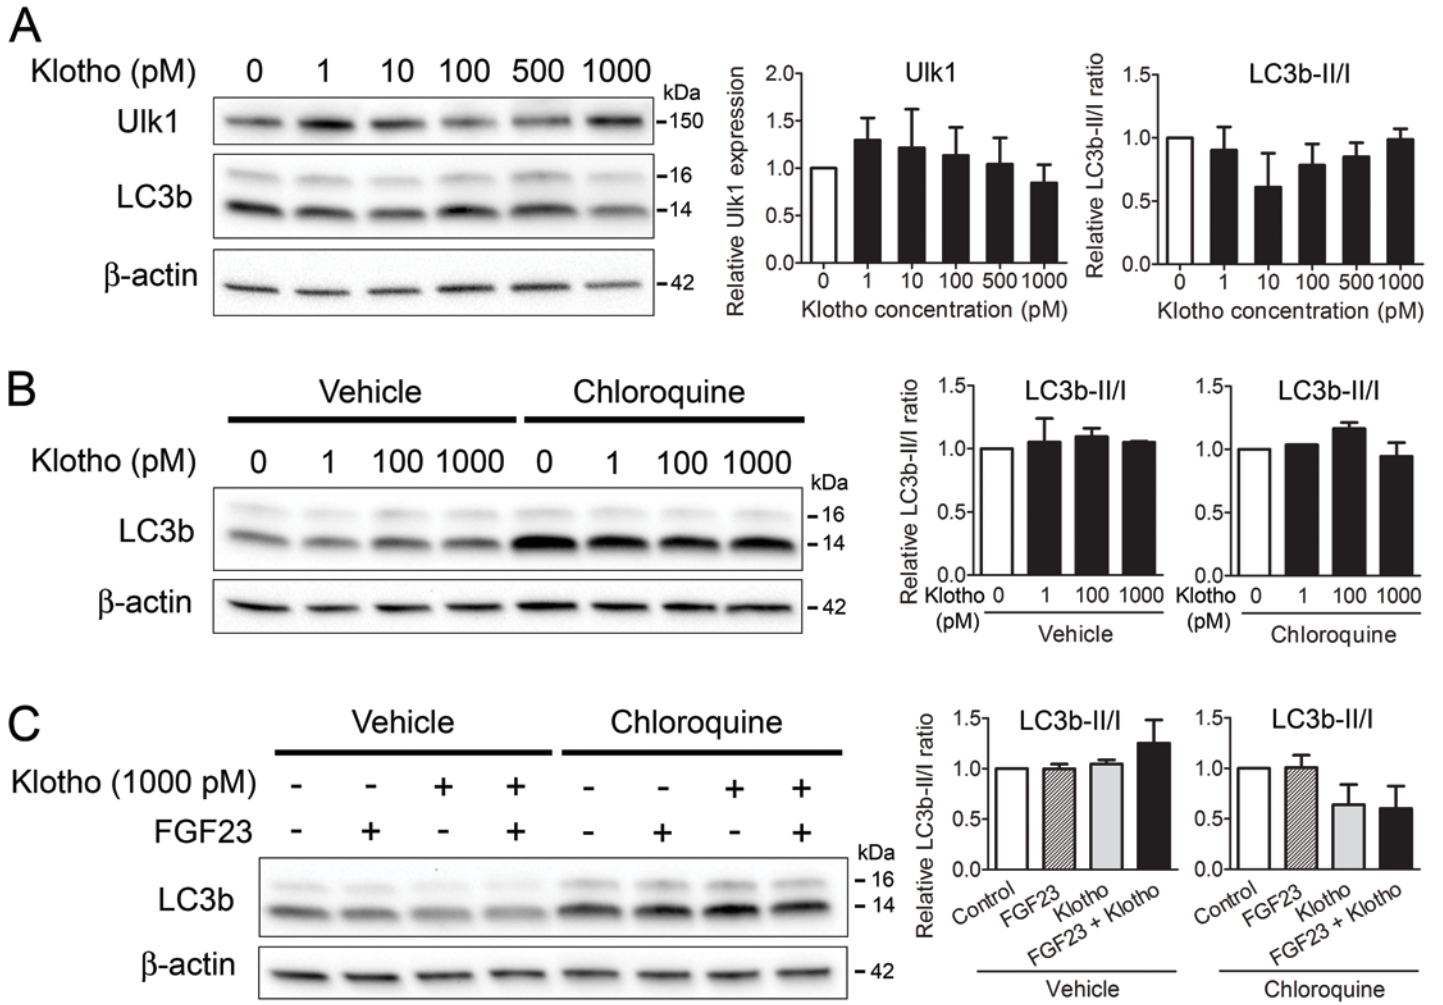 A
Klotho (pM) 0 1 10 100 500 1000
kDa
Ulk1
-150
LC3b
-16
-14
β-actin
-42
Ulk1
Relative Ulk1 expression
2.0
1.5
1.0
0.5
0.0
0 1 10 100 500 1000
Klotho concentration (pM)
LC3b-II/I
Relative LC3b-II/I ratio
1.5
1.0
0.5
0.0
0 1 10 100 500 1000
Klotho concentration (pM)
B
Vehicle Chloroquine
Klotho (pM) 0 1 100 1000 0 1 100 1000
kDa
LC3b
-16
-14
β-actin
-42
LC3b-II/I
Relative LC3b-II/I ratio
1.5
1.0
0.5
0.0
Klotho 0 1 100 1000
(pM)
Vehicle
LC3b-II/I
1.5
1.0
0.5
0.0
Klotho 0 1 100 1000
(pM)
Chloroquine
C
Vehicle Chloroquine
Klotho (1000 pM) - - + + - - + +
FGF23 - + - + - + - +
kDa
LC3b
-16
-14
β-actin
-42
LC3b-II/I
Relative LC3b-II/I ratio
1.5
1.0
0.5
0.0
Control
FGF23
Klotho
FGF23 + Klotho
Vehicle
LC3b-II/I
1.5
1.0
0.5
0.0
Control
FGF23
Klotho
FGF23 + Klotho
Chloroquine